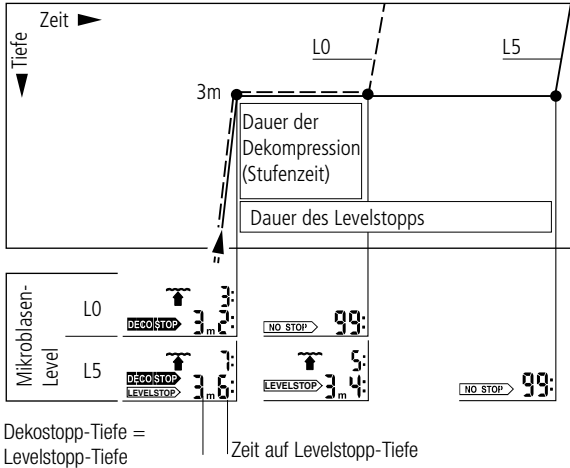 Zeit
Tiefe
L0
L5
3m
Dauer der
Dekompression
(Stufenzeit)
Dauer des Levelstopps
Mikroblasen-
Level
L0
3:
DECO STOP 3m 2:
NO STOP 99:
L5
7:
DECO STOP
LEVELSTOP 3m 6:
5:
LEVELSTOP 3m 4:
NO STOP 99:
Dekostopp-Tiefe =
Levelstopp-Tiefe
Zeit auf Levelstopp-Tiefe